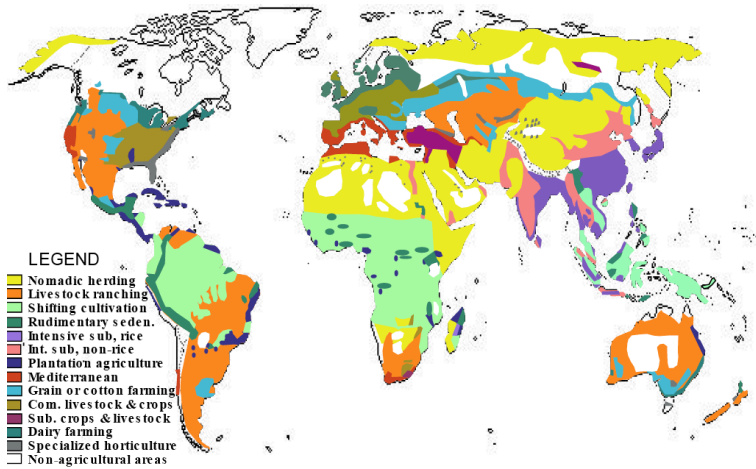 LEGEND
Nomadic herding
Livestock ranching
Shifting cultivation
Rudimentary seden.
Intensive sub, rice
Int. sub, non-rice
Plantation agriculture
Mediterranean
Grain or cotton farming
Com. livestock & crops
Sub. crops & livestock
Dairy farming
Specialized horticulture
Non-agricultural areas